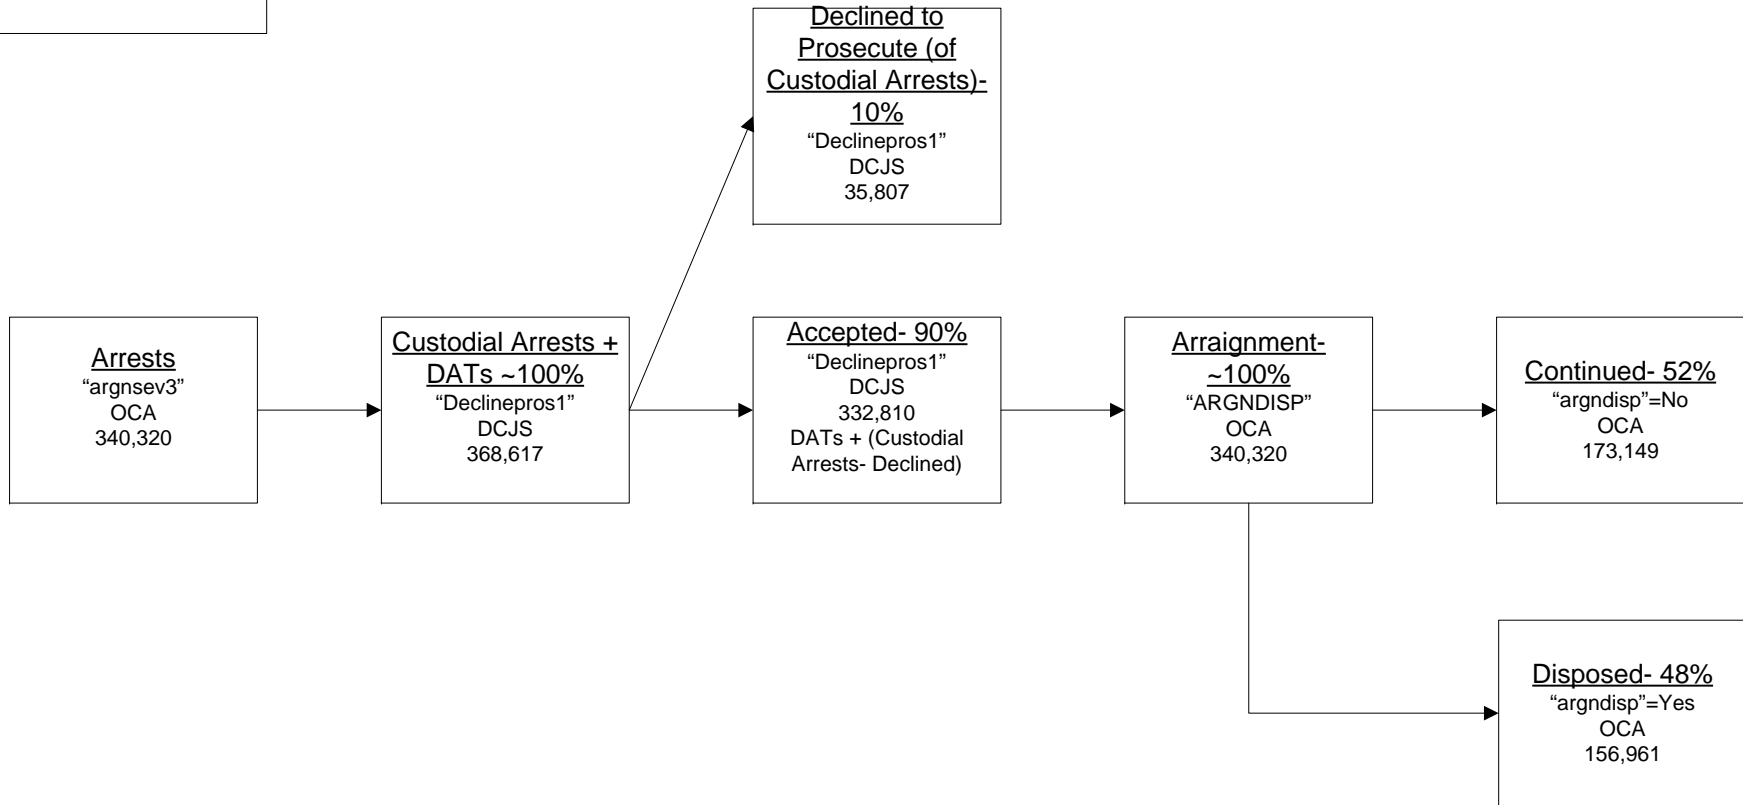 Declined to
Prosecute (of
Custodial Arrests)-
10%
“Declinepros1”
DCJS
35,807
Arrests
“argnsev3”
OCA
340,320
Custodial Arrests +
DATs ~100%
“Declinepros1”
DCJS
368,617
Accepted- 90%
“Declinepros1”
DCJS
332,810
DATs + (Custodial
Arrests- Declined)
Arraignment-
~100%
“ARGNDISP”
OCA
340,320
Continued- 52%
“argndisp”=No
OCA
173,149
Disposed- 48%
“argndisp”=Yes
OCA
156,961